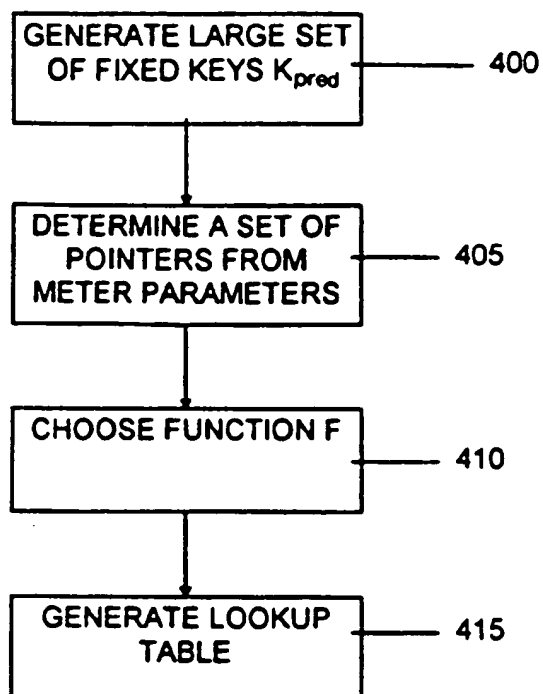 GENERATE LARGE SET
OF FIXED KEYS Kpred
400
DETERMINE A SET OF
POINTERS FROM
METER PARAMETERS
405
CHOOSE FUNCTION F
410
GENERATE LOOKUP
TABLE
415